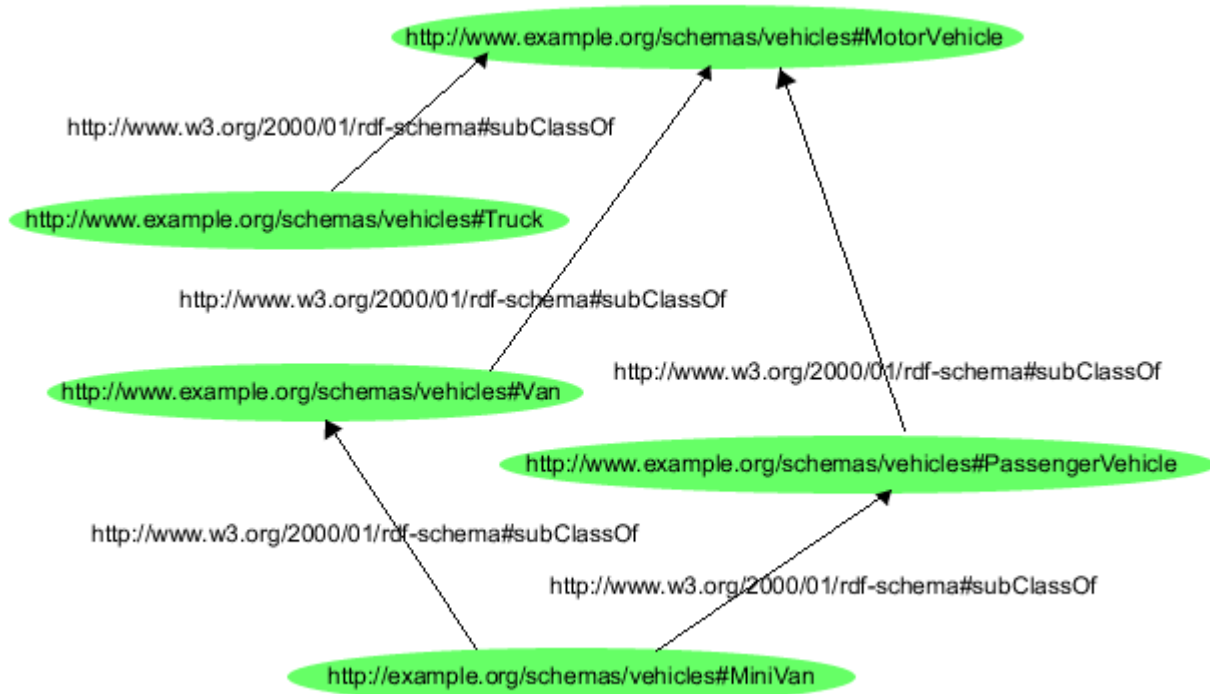 http://www.example.org/schemas/vehicles#MotorVehicle
http://www.w3.org/2000/01/rdf-schema#subClassOf
http://www.example.org/schemas/vehicles#Truck
http://www.w3.org/2000/01/rdf-schema#subClassOf
http://www.w3.org/2000/01/rdf-schema#subClassOf
http://www.example.org/schemas/vehicles#Van
http://www.example.org/schemas/vehicles#PassengerVehicle
http://www.w3.org/2000/01/rdf-schema#subClassOf
http://www.w3.org/2000/01/rdf-schema#subClassOf
http://example.org/schemas/vehicles#MiniVan